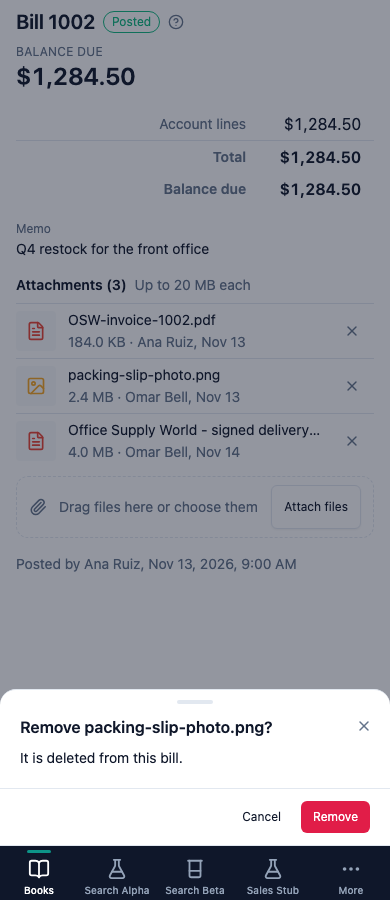 Bill 1002 Posted
BALANCE DUE
$1,284.50
Account lines $1,284.50
Total $1,284.50
Balance due $1,284.50
Memo
Q4 restock for the front office
Attachments (3) Up to 20 MB each
OSW-invoice-1002.pdf
184.0 KB · Ana Ruiz, Nov 13
packing-slip-photo.png
2.4 MB · Omar Bell, Nov 13
Office Supply World - signed delivery...
4.0 MB · Omar Bell, Nov 14
Drag files here or choose them Attach files
Posted by Ana Ruiz, Nov 13, 2026, 9:00 AM
Remove packing-slip-photo.png?
It is deleted from this bill.
Cancel Remove
Books Search Alpha Search Beta Sales Stub More